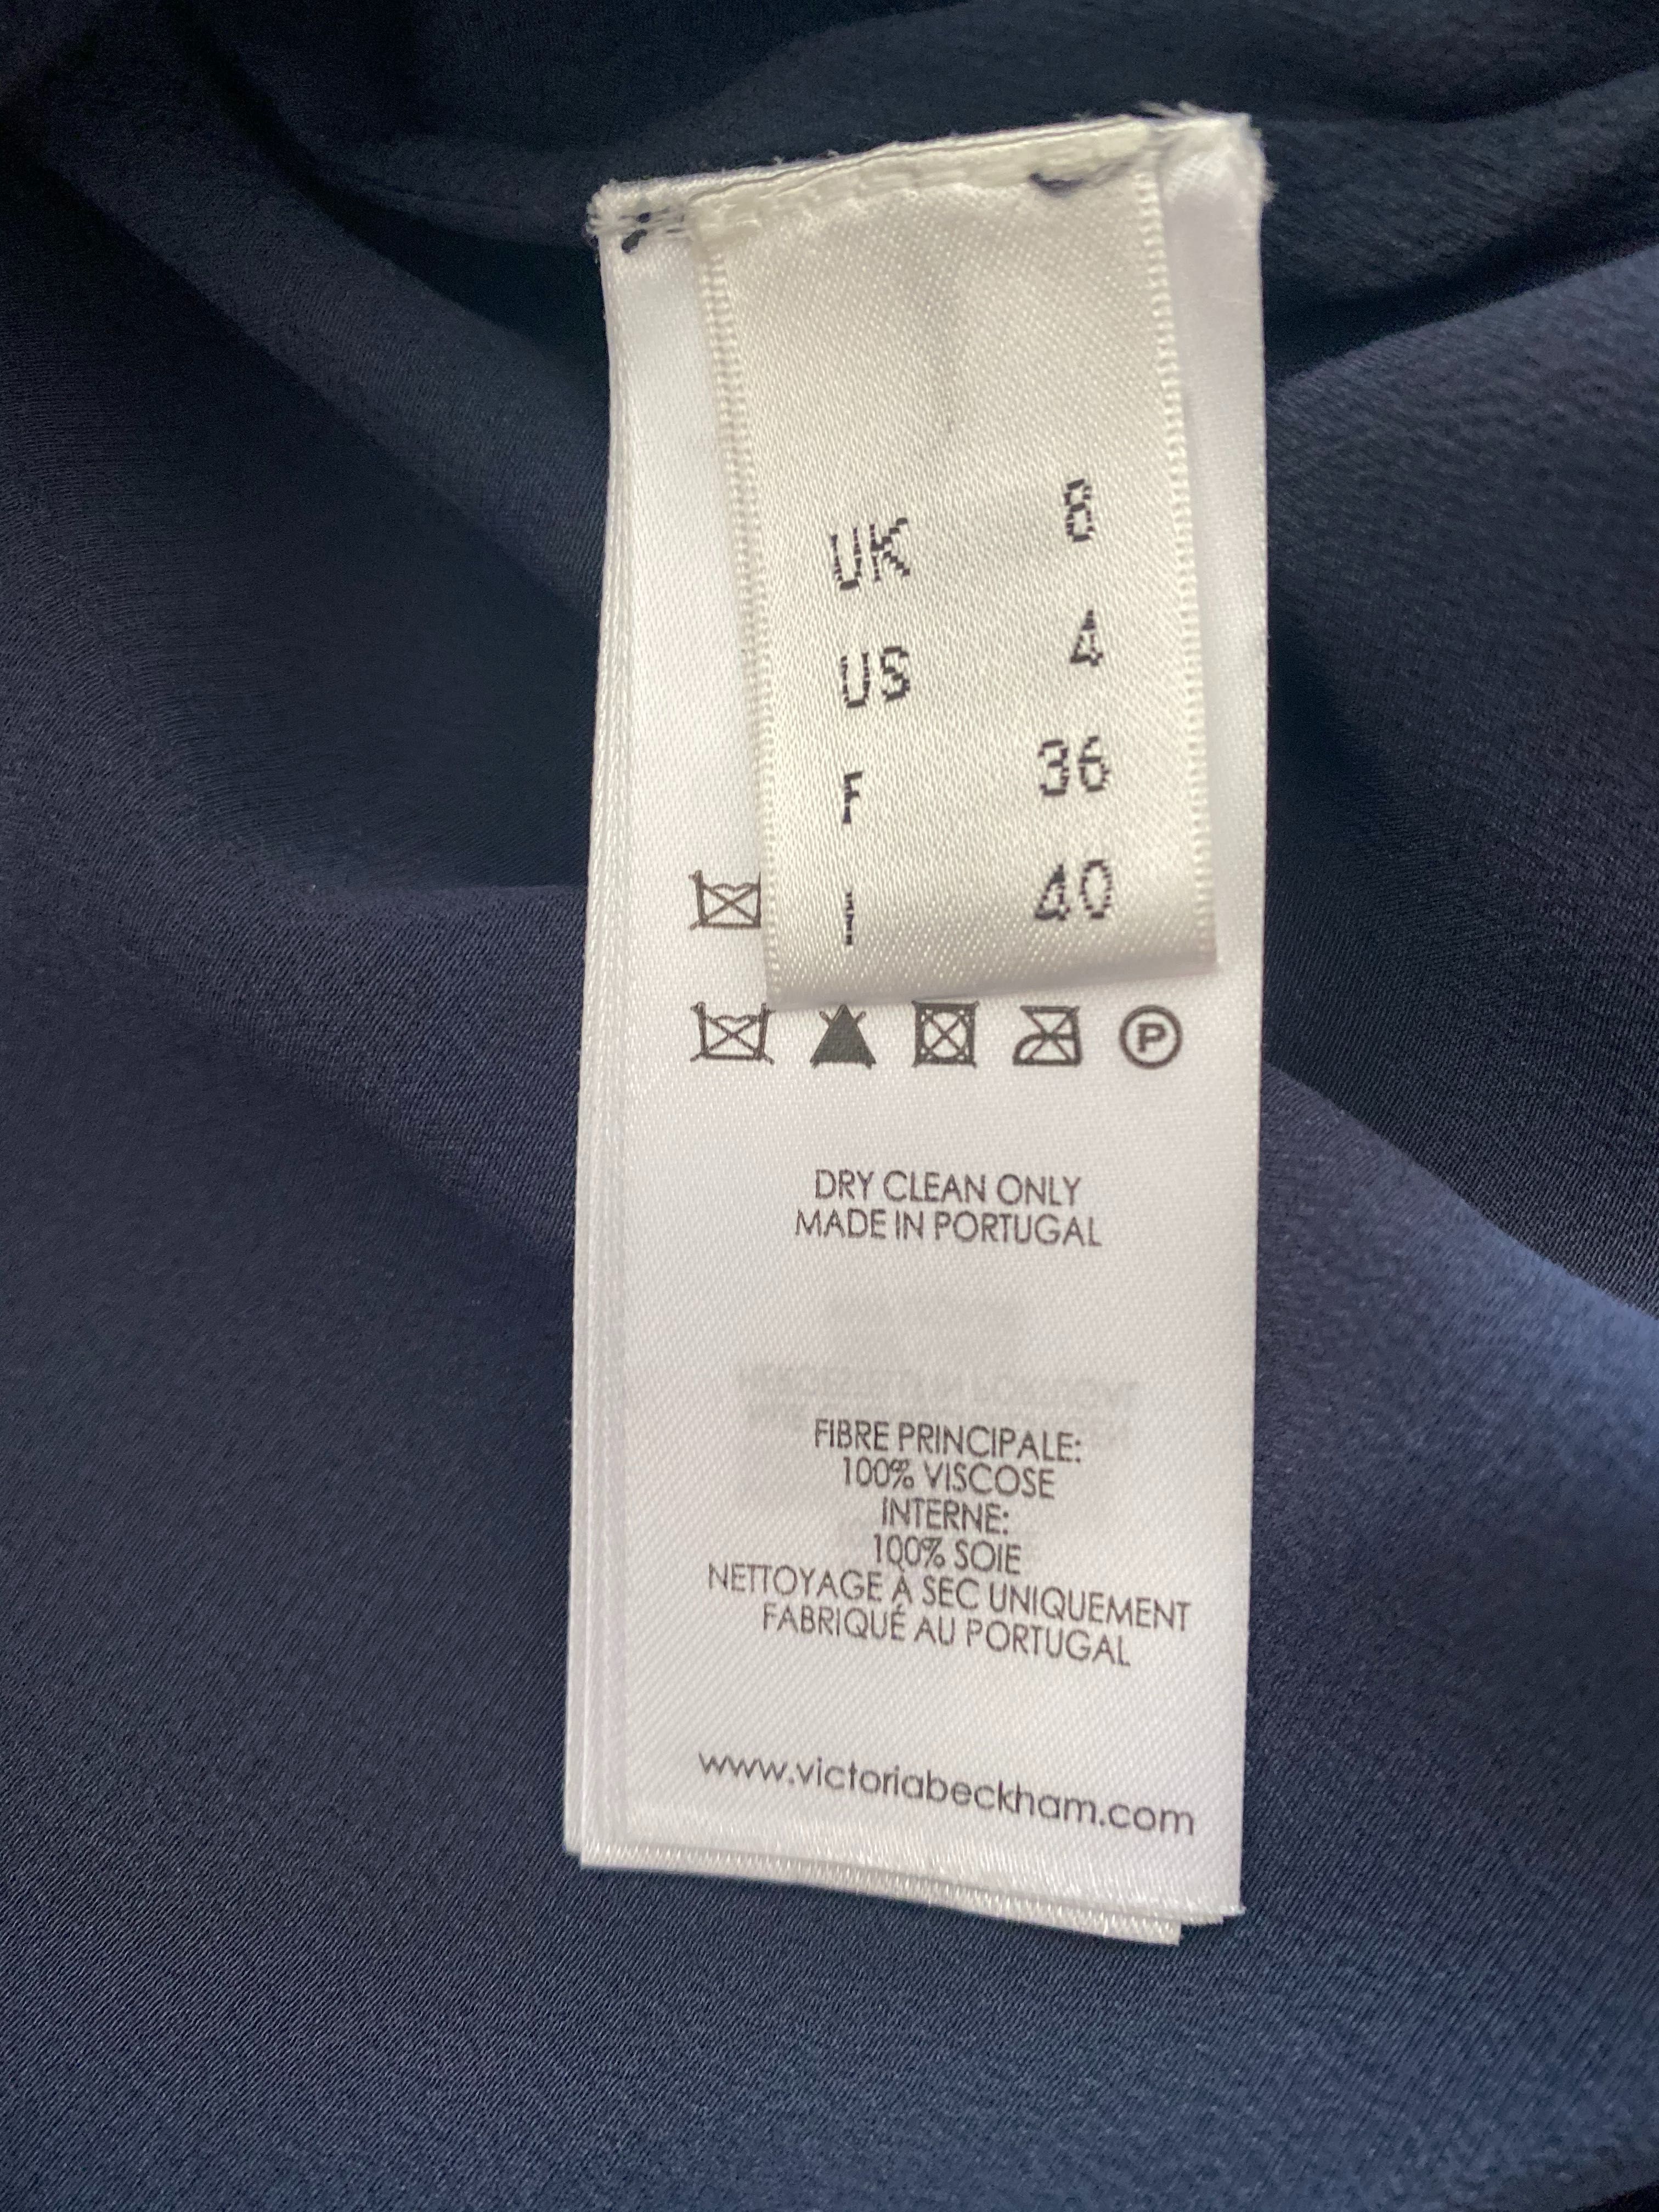 UK 8
US 4
F 36
I 40
P
DRY CLEAN ONLY
MADE IN PORTUGAL
FIBRE PRINCIPALE:
100% VISCOSE
INTERNE:
100% SOIE
NETTOYAGE À SEC UNIQUEMENT
FABRIQUÉ AU PORTUGAL
www.victoriabeckham.com